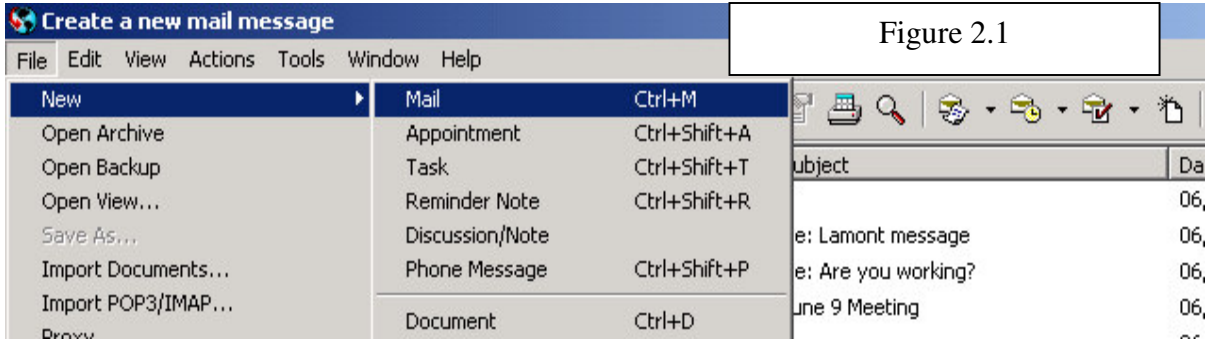 Create a new mail message
Figure 2.1
File Edit View Actions Tools Window Help
New Mail Ctrl+M
Open Archive Appointment Ctrl+Shift+A
Open Backup Task Ctrl+Shift+T ubject Da
Open View... Reminder Note Ctrl+Shift+R 06,
Save As... Discussion/Note e: Lamont message 06,
Import Documents... Phone Message Ctrl+Shift+P e: Are you working? 06,
Import POP3/IMAP... Document Ctrl+D une 9 Meeting 06,
Proxy